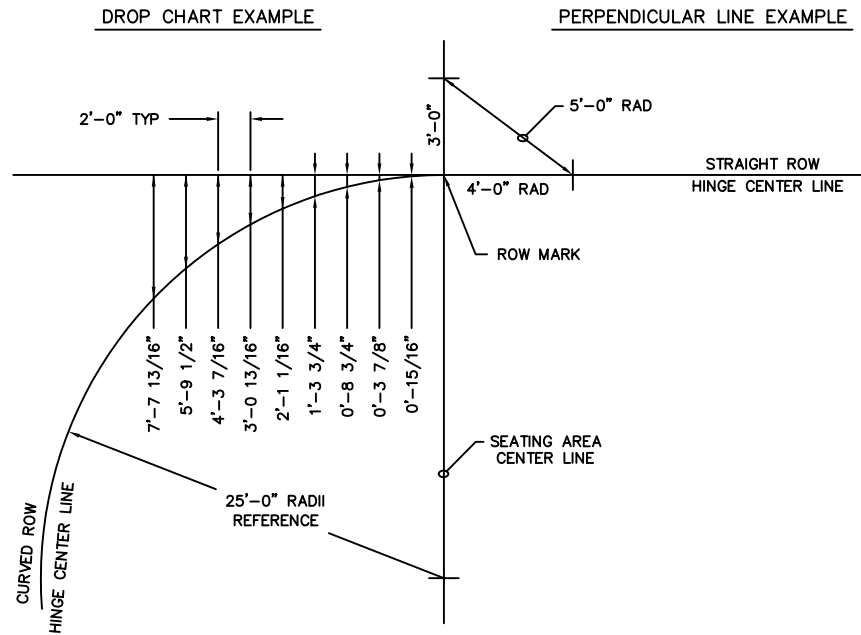 DROP CHART EXAMPLE
PERPENDICULAR LINE EXAMPLE
2'-0" TYP
3'-0"
5'-0" RAD
STRAIGHT ROW
HINGE CENTER LINE
4'-0" RAD
ROW MARK
7'-7 13/16"
5'-9 1/2"
4'-3 7/16"
3'-0 13/16"
2'-1 1/16"
1'-3 3/4"
0'-8 3/4"
0'-3 7/8"
0'-15/16"
SEATING AREA
CENTER LINE
25'-0" RADII
REFERENCE
CURVED ROW
HINGE CENTER LINE